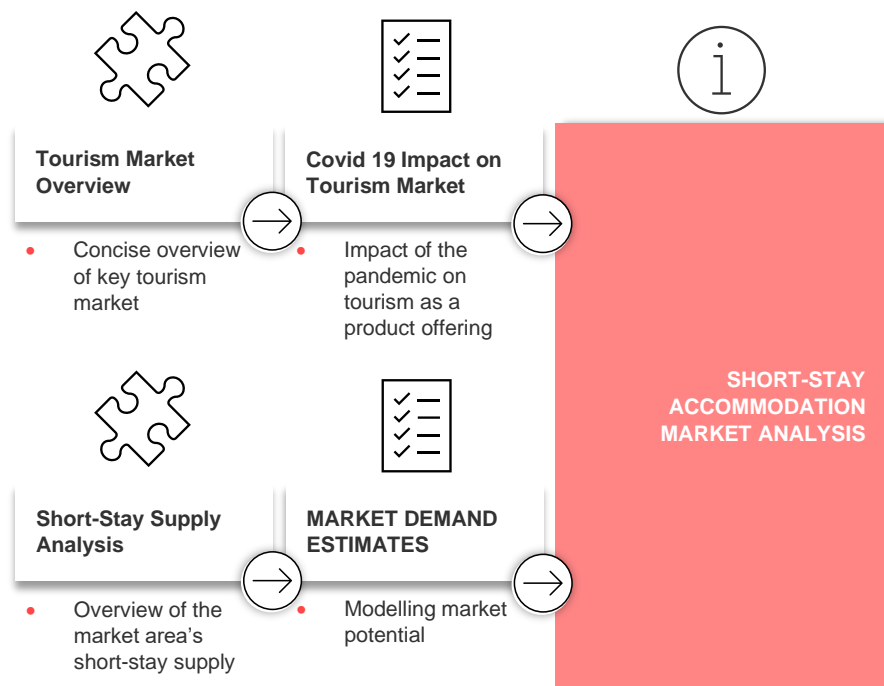 Tourism Market
Overview
• Concise overview
of key tourism
market
Covid 19 Impact on
Tourism Market
• Impact of the
pandemic on
tourism as a
product offering
Short-Stay Supply
Analysis
• Overview of the
market area’s
short-stay supply
MARKET DEMAND
ESTIMATES
• Modelling market
potential
i
SHORT-STAY
ACCOMMODATION
MARKET ANALYSIS